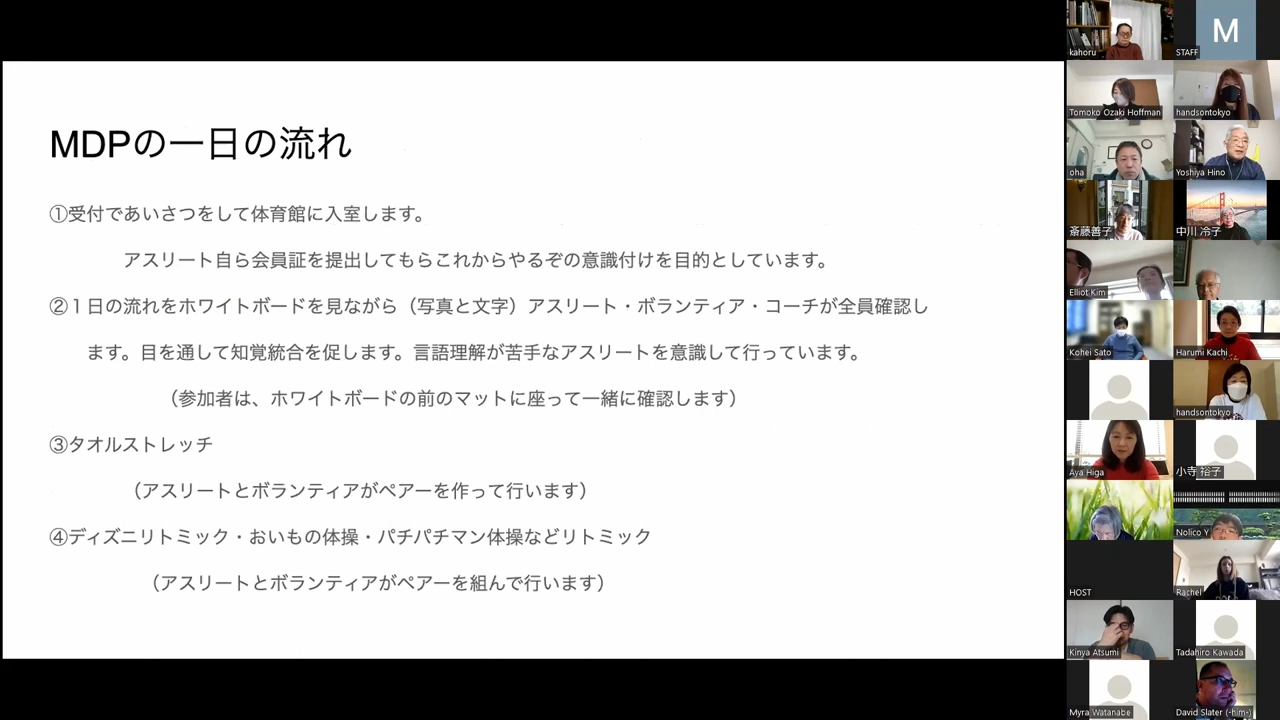 MDPの一日の流れ
①受付であいさつをして体育館に入室します。
アスリート自ら会員証を提出してもらこれからやるぞの意識付けを目的としています。
②１日の流れをホワイトボードを見ながら（写真と文字）アスリート・ボランティア・コーチが全員確認し
ます。目を通して知覚統合を促します。言語理解が苦手なアスリートを意識して行っています。
（参加者は、ホワイトボードの前のマットに座って一緒に確認します）
③タオルストレッチ
（アスリートとボランティアがペアーを作って行います）
④ディズニリトミック・おいもの体操・パチパチマン体操などリトミック
（アスリートとボランティアがペアーを組んで行います）
kahoru
M
STAFF
Tomoko Ozaki Hoffman
handsontokyo
oha
Yoshiya Hino
斎藤善子
中川 冷子
Elliot Kim
Kohei Sato
Harumi Kachi
handsontokyo
Aya Higa
小寺 裕子
Nolico Y
HOST
Rachel
Kinya Atsumi
Tadahiro Kawada
Myra Watanabe
David Slater (-him-)